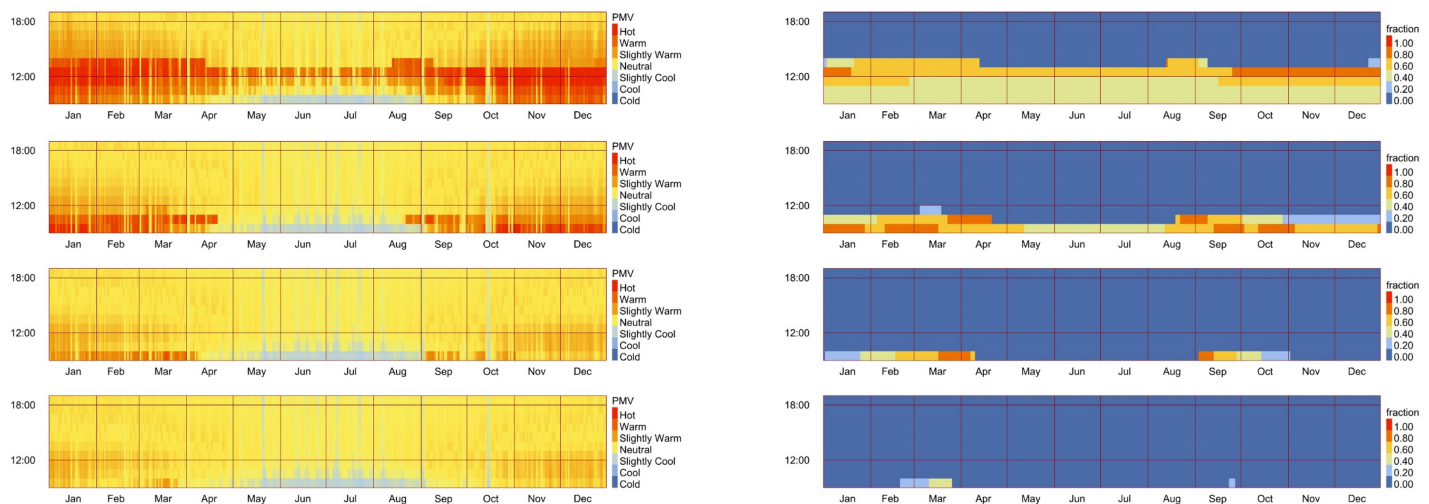 PMV
18:00
Hot
Warm
Slightly Warm
Neutral
12:00
Slightly Cool
Cool
Cold
Jan Feb Mar Apr May Jun Jul Aug Sep Oct Nov Dec
fraction
18:00
1.00
0.80
0.60
0.40
12:00
0.20
0.00
Jan Feb Mar Apr May Jun Jul Aug Sep Oct Nov Dec
PMV
18:00
Hot
Warm
Slightly Warm
Neutral
12:00
Slightly Cool
Cool
Cold
Jan Feb Mar Apr May Jun Jul Aug Sep Oct Nov Dec
fraction
18:00
1.00
0.80
0.60
0.40
12:00
0.20
0.00
Jan Feb Mar Apr May Jun Jul Aug Sep Oct Nov Dec
PMV
18:00
Hot
Warm
Slightly Warm
Neutral
12:00
Slightly Cool
Cool
Cold
Jan Feb Mar Apr May Jun Jul Aug Sep Oct Nov Dec
fraction
18:00
1.00
0.80
0.60
0.40
12:00
0.20
0.00
Jan Feb Mar Apr May Jun Jul Aug Sep Oct Nov Dec
PMV
18:00
Hot
Warm
Slightly Warm
Neutral
12:00
Slightly Cool
Cool
Cold
Jan Feb Mar Apr May Jun Jul Aug Sep Oct Nov Dec
fraction
18:00
1.00
0.80
0.60
0.40
12:00
0.20
0.00
Jan Feb Mar Apr May Jun Jul Aug Sep Oct Nov Dec